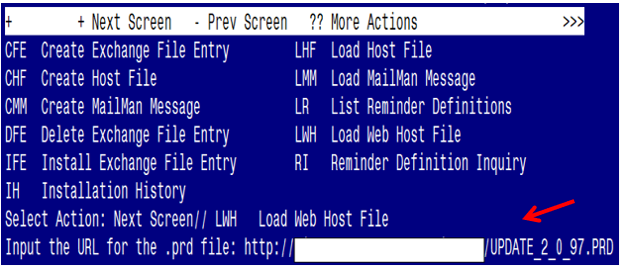 + + Next Screen - Prev Screen ?? More Actions >>>
CFE Create Exchange File Entry LHF Load Host File
CHF Create Host File LMM Load MailMan Message
CMM Create MailMan Message LR List Reminder Definitions
DFE Delete Exchange File Entry LWH Load Web Host File
IFE Install Exchange File Entry RI Reminder Definition Inquiry
IH Installation History
Select Action: Next Screen// LWH Load Web Host File
Input the URL for the .prd file: http:// /UPDATE_2_0_97.PRD